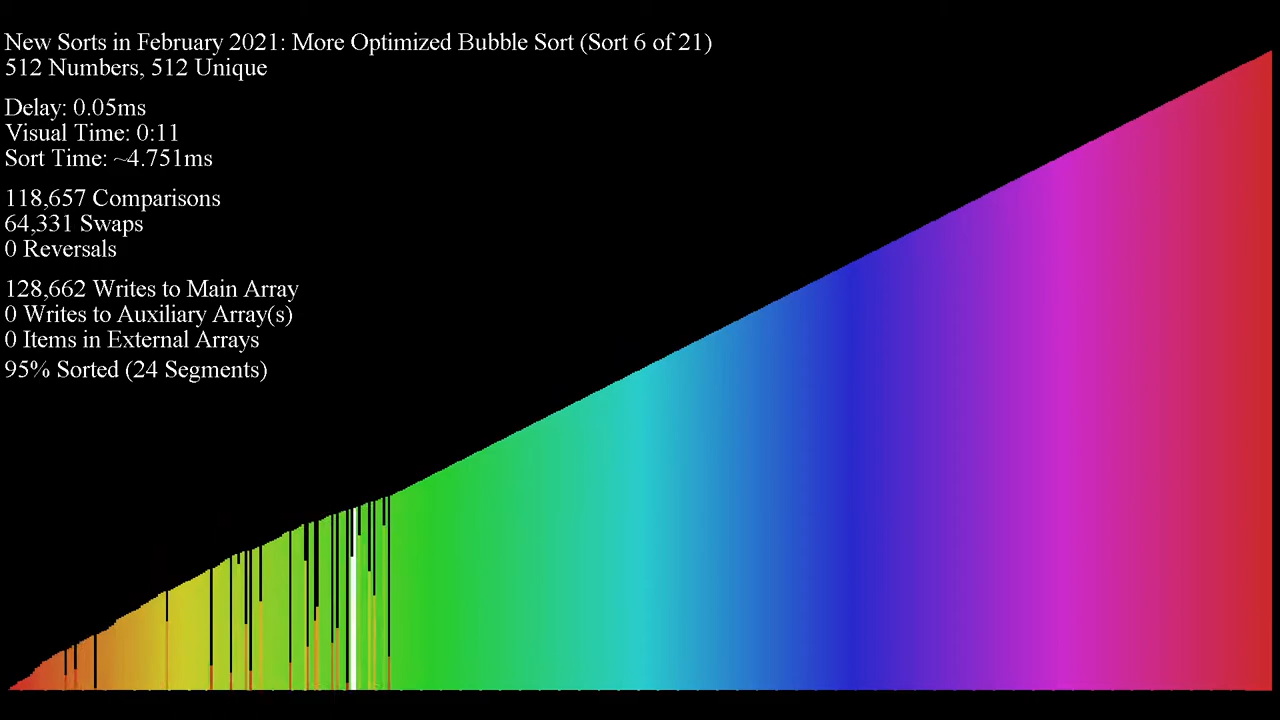 New Sorts in February 2021: More Optimized Bubble Sort (Sort 6 of 21)
512 Numbers, 512 Unique
Delay: 0.05ms
Visual Time: 0:11
Sort Time: ~4.751ms
118,657 Comparisons
64,331 Swaps
0 Reversals
128,662 Writes to Main Array
0 Writes to Auxiliary Array(s)
0 Items in External Arrays
95% Sorted (24 Segments)